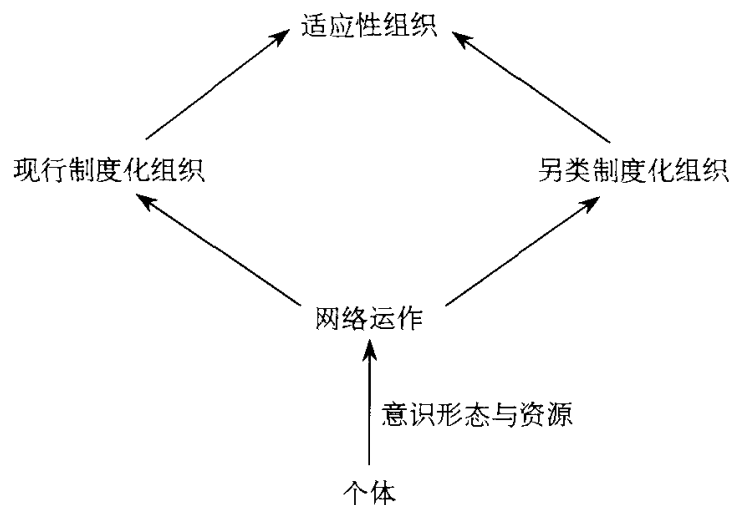 适应性组织
现行制度化组织
另类制度化组织
网络运作
意识形态与资源
个体